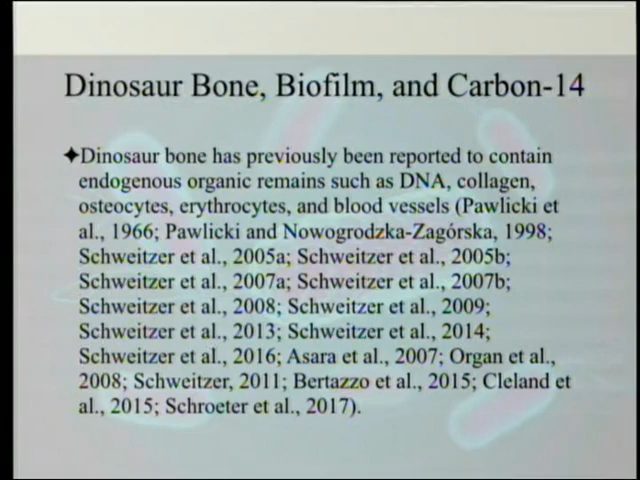 Dinosaur Bone, Biofilm, and Carbon-14
✦Dinosaur bone has previously been reported to contain
endogenous organic remains such as DNA, collagen,
osteocytes, erythrocytes, and blood vessels (Pawlicki et
al., 1966; Pawlicki and Nowogrodzka-Zagórska, 1998;
Schweitzer et al., 2005a; Schweitzer et al., 2005b;
Schweitzer et al., 2007a; Schweitzer et al., 2007b;
Schweitzer et al., 2008; Schweitzer et al., 2009;
Schweitzer et al., 2013; Schweitzer et al., 2014;
Schweitzer et al., 2016; Asara et al., 2007; Organ et al.,
2008; Schweitzer, 2011; Bertazzo et al., 2015; Cleland et
al., 2015; Schroeter et al., 2017).